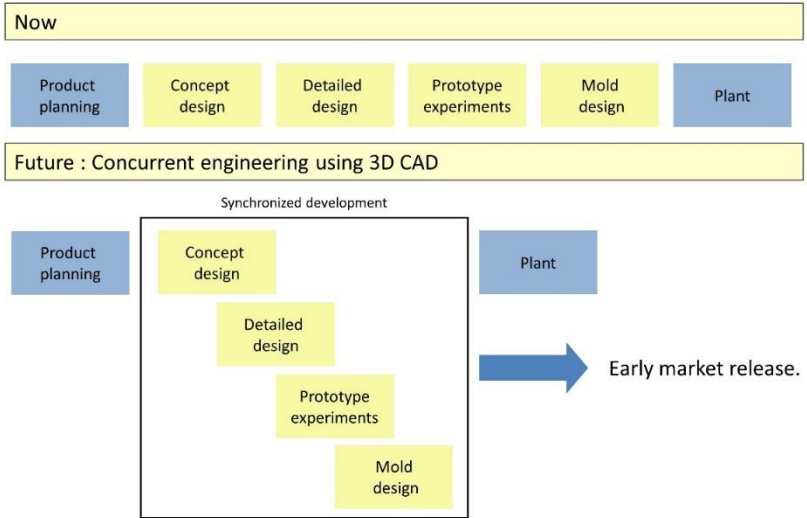 Now
Product
planning
Concept
design
Detailed
design
Prototype
experiments
Mold
design
Plant
Future : Concurrent engineering using 3D CAD
Synchronized development
Product
planning
Concept
design
Plant
Detailed
design
Early market release.
Prototype
experiments
Mold
design